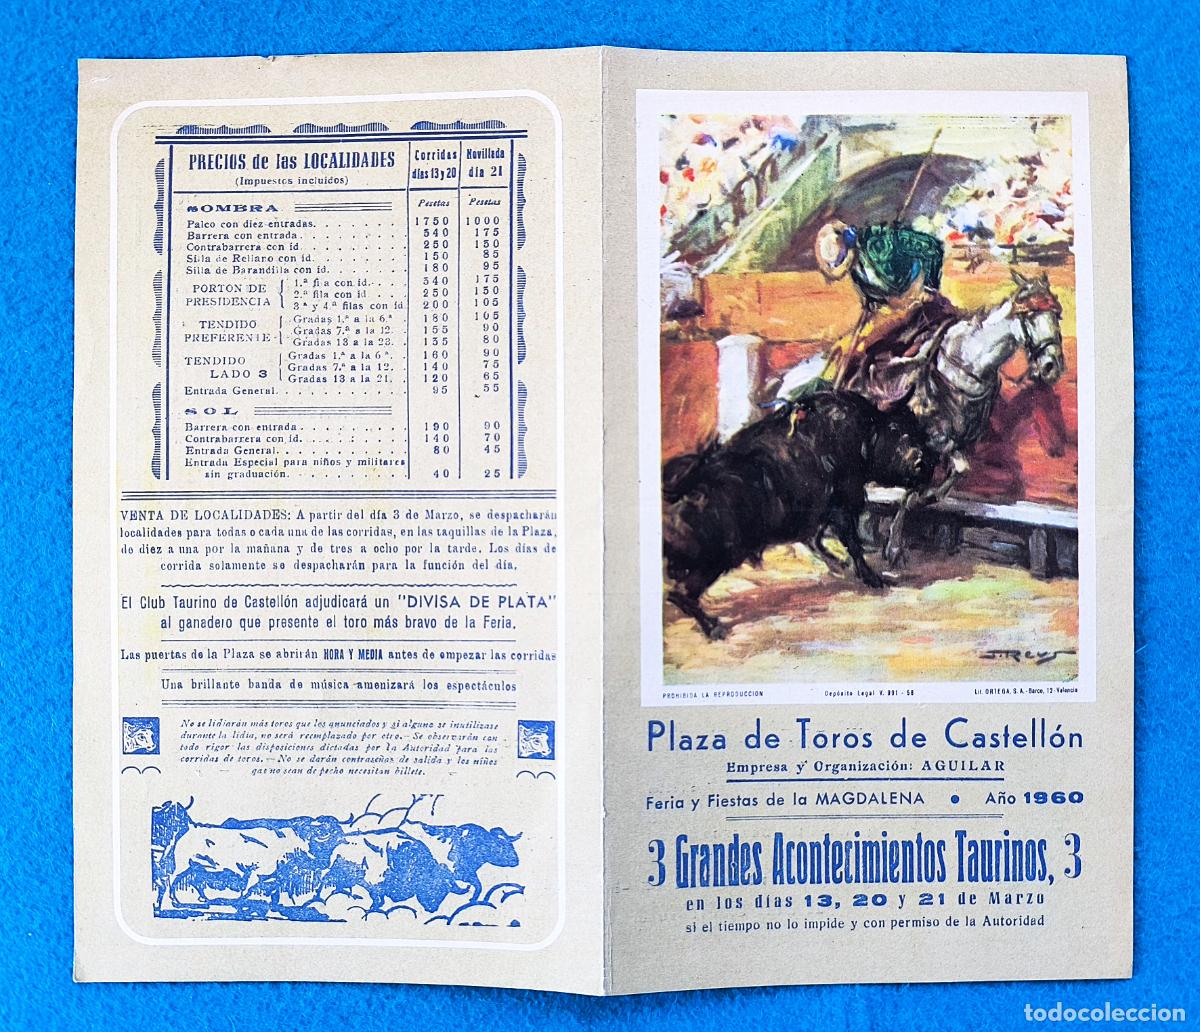 PRECIOS de las LOCALIDADES
(Impuestos incluidos)
Corridas días 13 y 20
Novillada día 21
Pesetas Pesetas
SOMBRA
Palco con diez entradas. 1750 1000
Barrera con entrada. 540 175
Contrabarrera con id. 250 150
Silla de Rellano con id. 150 85
Silla de Barandilla con id. 180 95
PORTON DE PRESIDENCIA
1.ª fila con id. 540 175
2.ª fila con id. 250 150
3ª y 4.ª filas con id. 200 105
TENDIDO PREFERENTE
Gradas 1.ª a la 6.ª 180 105
Gradas 7.ª a la 12. 155 90
Gradas 13 a la 23. 155 80
TENDIDO LADO 3
Gradas 1.ª a la 6ª. 160 90
Gradas 7.ª a la 12. 140 75
Gradas 13 a la 21. 120 65
Entrada General. 95 55
SOL
Barrera con entrada 190 90
Contrabarrera con id. 140 70
Entrada General. 80 45
Entrada Especial para niños y militares
sin graduación. 40 25
VENTA DE LOCALIDADES: A partir del día 3 de Marzo, se despacharán
localidades para todas o cada una de las corridas, en las taquillas de la Plaza,
de diez a una por la mañana y de tres a ocho por la tarde. Los días de
corrida solamente se despacharán para la función del día.
El Club Taurino de Castellón adjudicará un "DIVISA DE PLATA"
al ganadero que presente el toro más bravo de la Feria.
Las puertas de la Plaza se abrirán HORA Y MEDIA antes de empezar las corridas
Una brillante banda de música amenizará los espectáculos
No se lidiarán más toros que los anunciados y si alguno se inutilizase
durante la lidia, no será reemplazado por otro.—Se observarán con
todo rigor las disposiciones dictadas por la Autoridad para las
corridas de toros.—No se darán contraseñas de salida y los niños
que no sean de pecho necesitan billete.
J. Reus
PROHIBIDA LA REPRODUCCION Depósito Legal V. 991 - 58 Lit. ORTEGA, S. A. - Barco, 12 - Valencia
Plaza de Toros de Castellón
Empresa y Organización: AGUILAR
Feria y Fiestas de la MAGDALENA • Año 1960
3 Grandes Acontecimientos Taurinos, 3
en los días 13, 20 y 21 de Marzo
si el tiempo no lo impide y con permiso de la Autoridad
todocoleccion